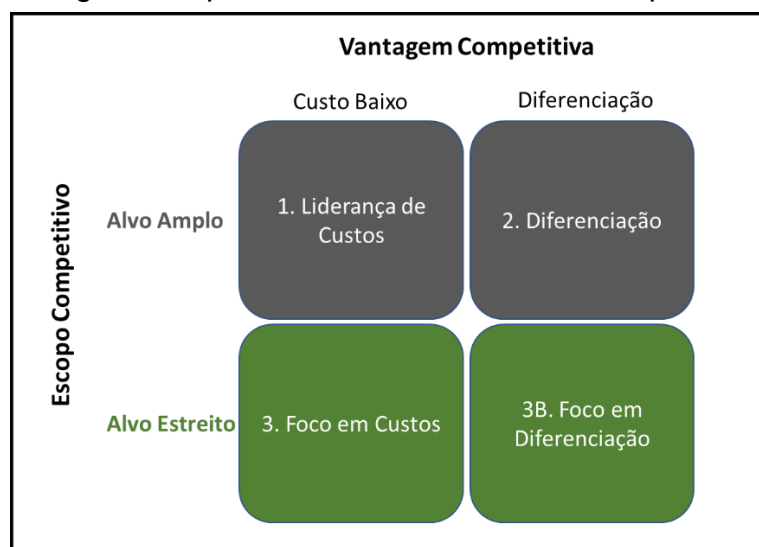 Vantagem Competitiva
Custo Baixo
Diferenciação
Escopo Competitivo
Alvo Amplo
1. Liderança de
Custos
2. Diferenciação
Alvo Estreito
3. Foco em Custos
3B. Foco em
Diferenciação